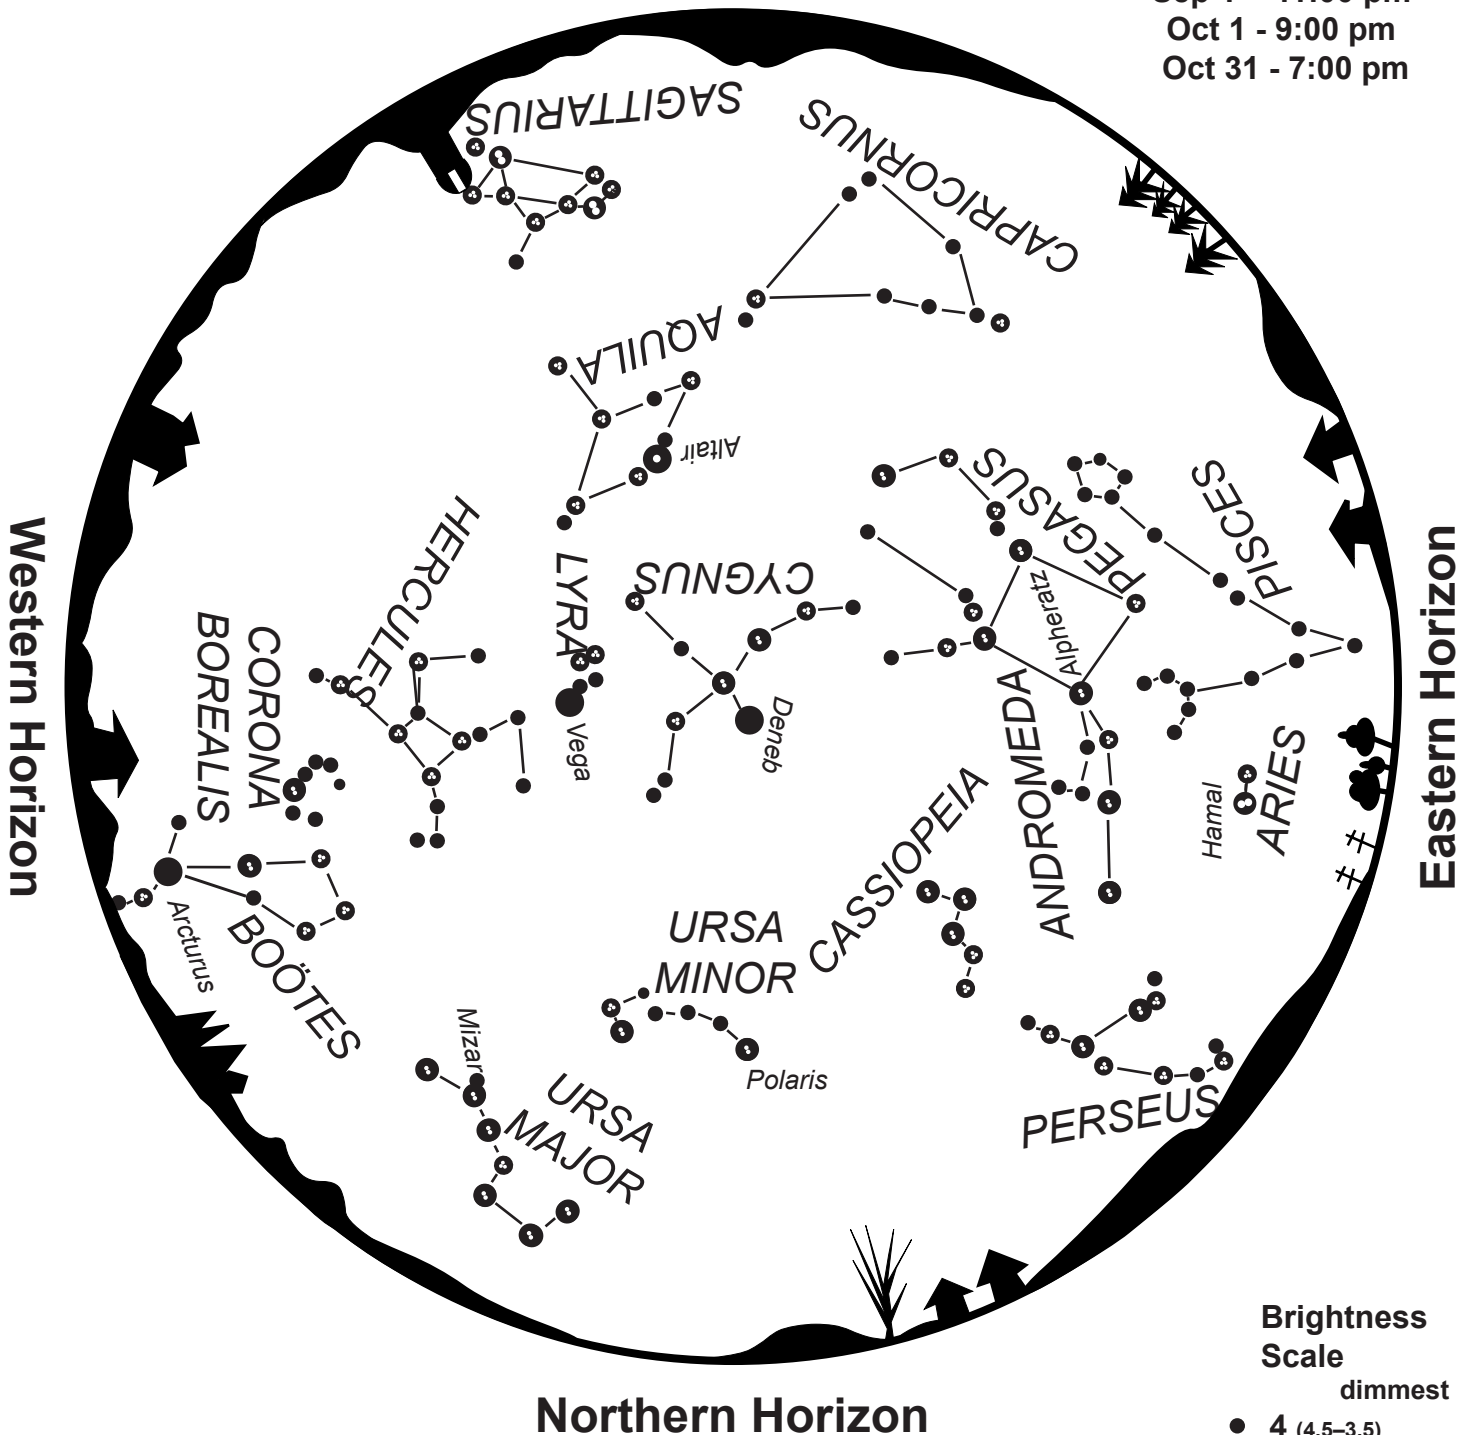 Oct 1 - 9:00 pm
Oct 31 - 7:00 pm
SAGITTARIUS
CAPRICORNUS
AQUILA
Altair
PEGASUS
PISCES
HERCULES
LYRA
CYGNUS
Alpheratz
Western Horizon
CORONA
BOREALIS
Vega
Deneb
ANDROMEDA
Eastern Horizon
Hamal
ARIES
CASSIOPEIA
Arcturus
BOÖTES
URSA
MINOR
Mizar
Polaris
URSA
MAJOR
PERSEUS
Northern Horizon
Brightness
Scale
dimmest
4 (4.5–3.5)